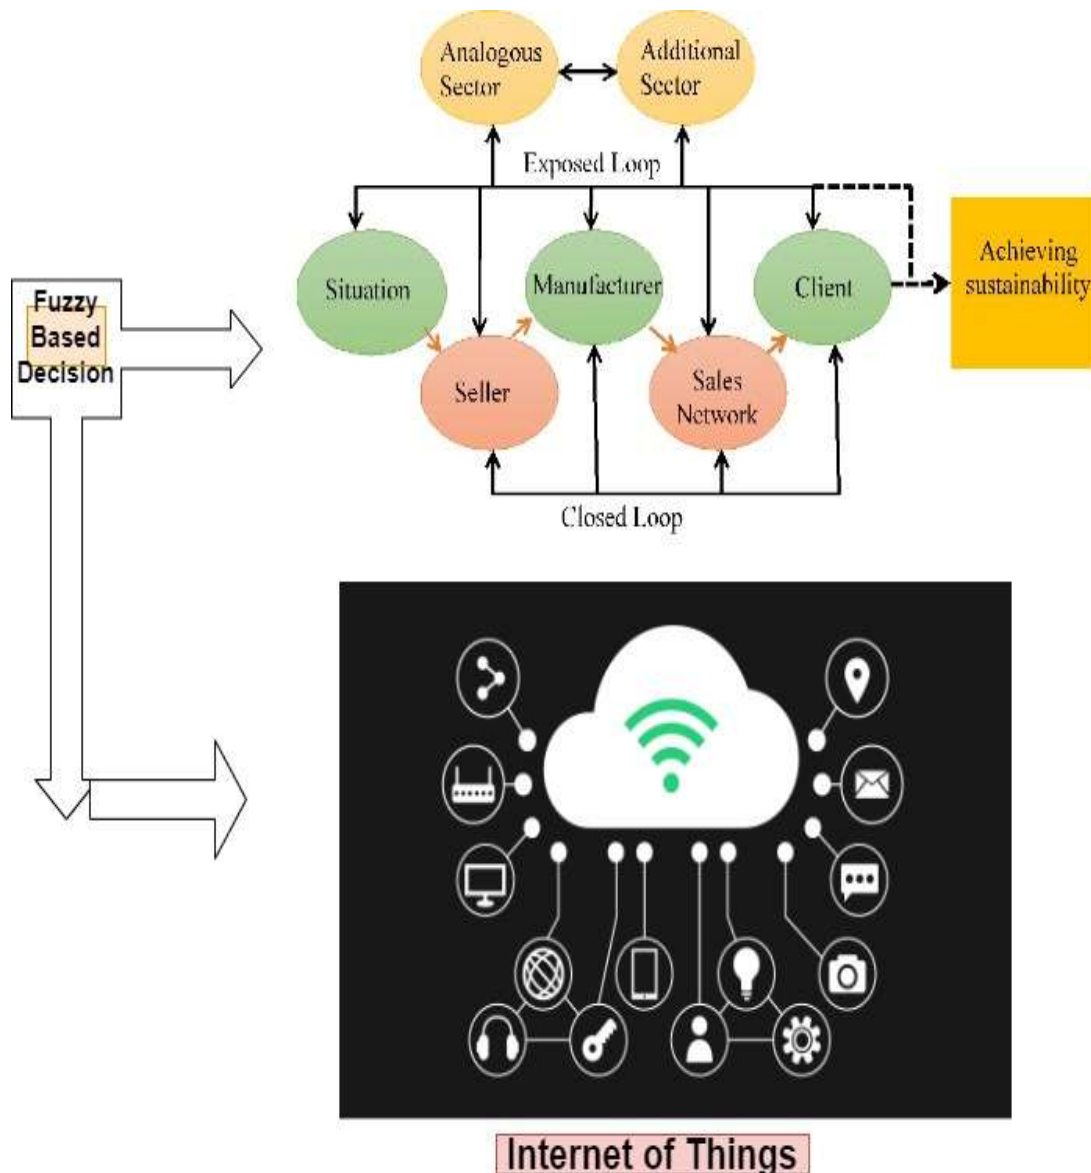 Analogous
Sector
Additional
Sector
Exposed Loop
Situation
Manufacturer
Client
Achieving
sustainability
Fuzzy
Based
Decision
Seller
Sales
Network
Closed Loop
Internet of Things